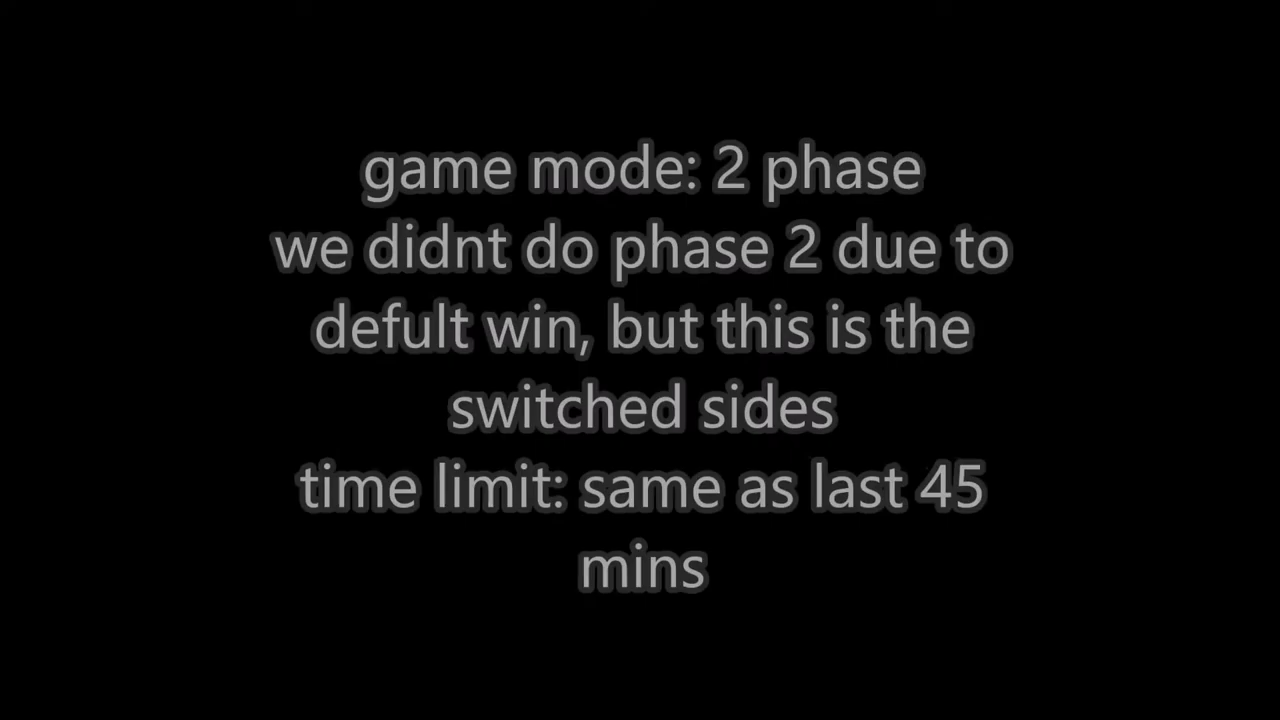 game mode: 2 phase
we didnt do phase 2 due to
defult win, but this is the
switched sides
time limit: same as last 45
mins